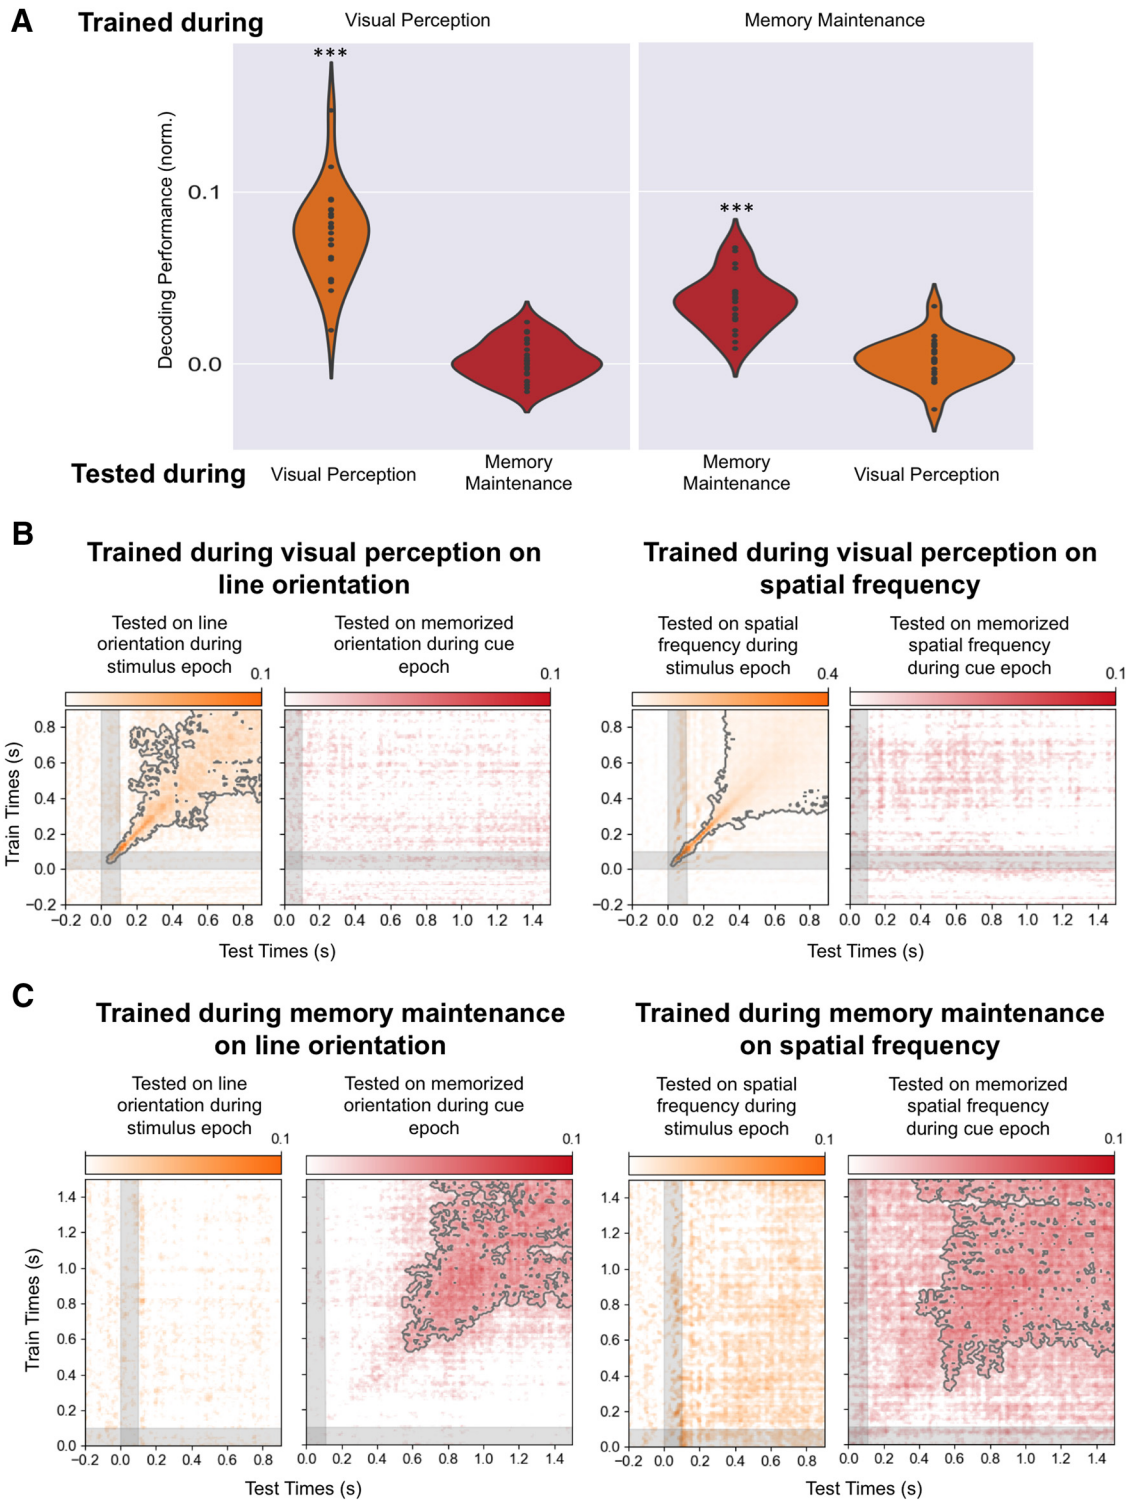 A
Trained during
Visual Perception
Memory Maintenance
***
***
Decoding Performance (norm.)
0.1
0.0
Tested during
Visual Perception
Memory
Maintenance
Memory
Maintenance
Visual Perception
B
Trained during visual perception on
line orientation
Trained during visual perception on
spatial frequency
Tested on line
orientation during
stimulus epoch
0.1
Tested on memorized
orientation during cue
epoch
0.1
Tested on spatial
frequency during
stimulus epoch
0.4
Tested on memorized
spatial frequency
during cue epoch
0.1
Train Times (s)
0.8
0.6
0.4
0.2
0.0
−0.2
−0.2 0.0 0.2 0.4 0.6 0.8
0.0 0.2 0.4 0.6 0.8 1.0 1.2 1.4
0.8
0.6
0.4
0.2
0.0
−0.2
−0.2 0.0 0.2 0.4 0.6 0.8
0.2 0.4 0.6 0.8 1.0 1.2 1.4
Test Times (s)
Test Times (s)
C
Trained during memory maintenance
on line orientation
Trained during memory maintenance
on spatial frequency
Tested on line
orientation during
stimulus epoch
0.1
Tested on memorized
orientation during cue
epoch
0.1
Tested on spatial
frequency during
stimulus epoch
0.1
Tested on memorized
spatial frequency
during cue epoch
0.1
Train Times (s)
1.4
1.2
1.0
0.8
0.6
0.4
0.2
0.0
−0.2 0.0 0.2 0.4 0.6 0.8
0.0 0.2 0.4 0.6 0.8 1.0 1.2 1.4
1.4
1.2
1.0
0.8
0.6
0.4
0.2
0.0
−0.2 0.0 0.2 0.4 0.6 0.8
0.0 0.2 0.4 0.6 0.8 1.0 1.2 1.4
Test Times (s)
Test Times (s)